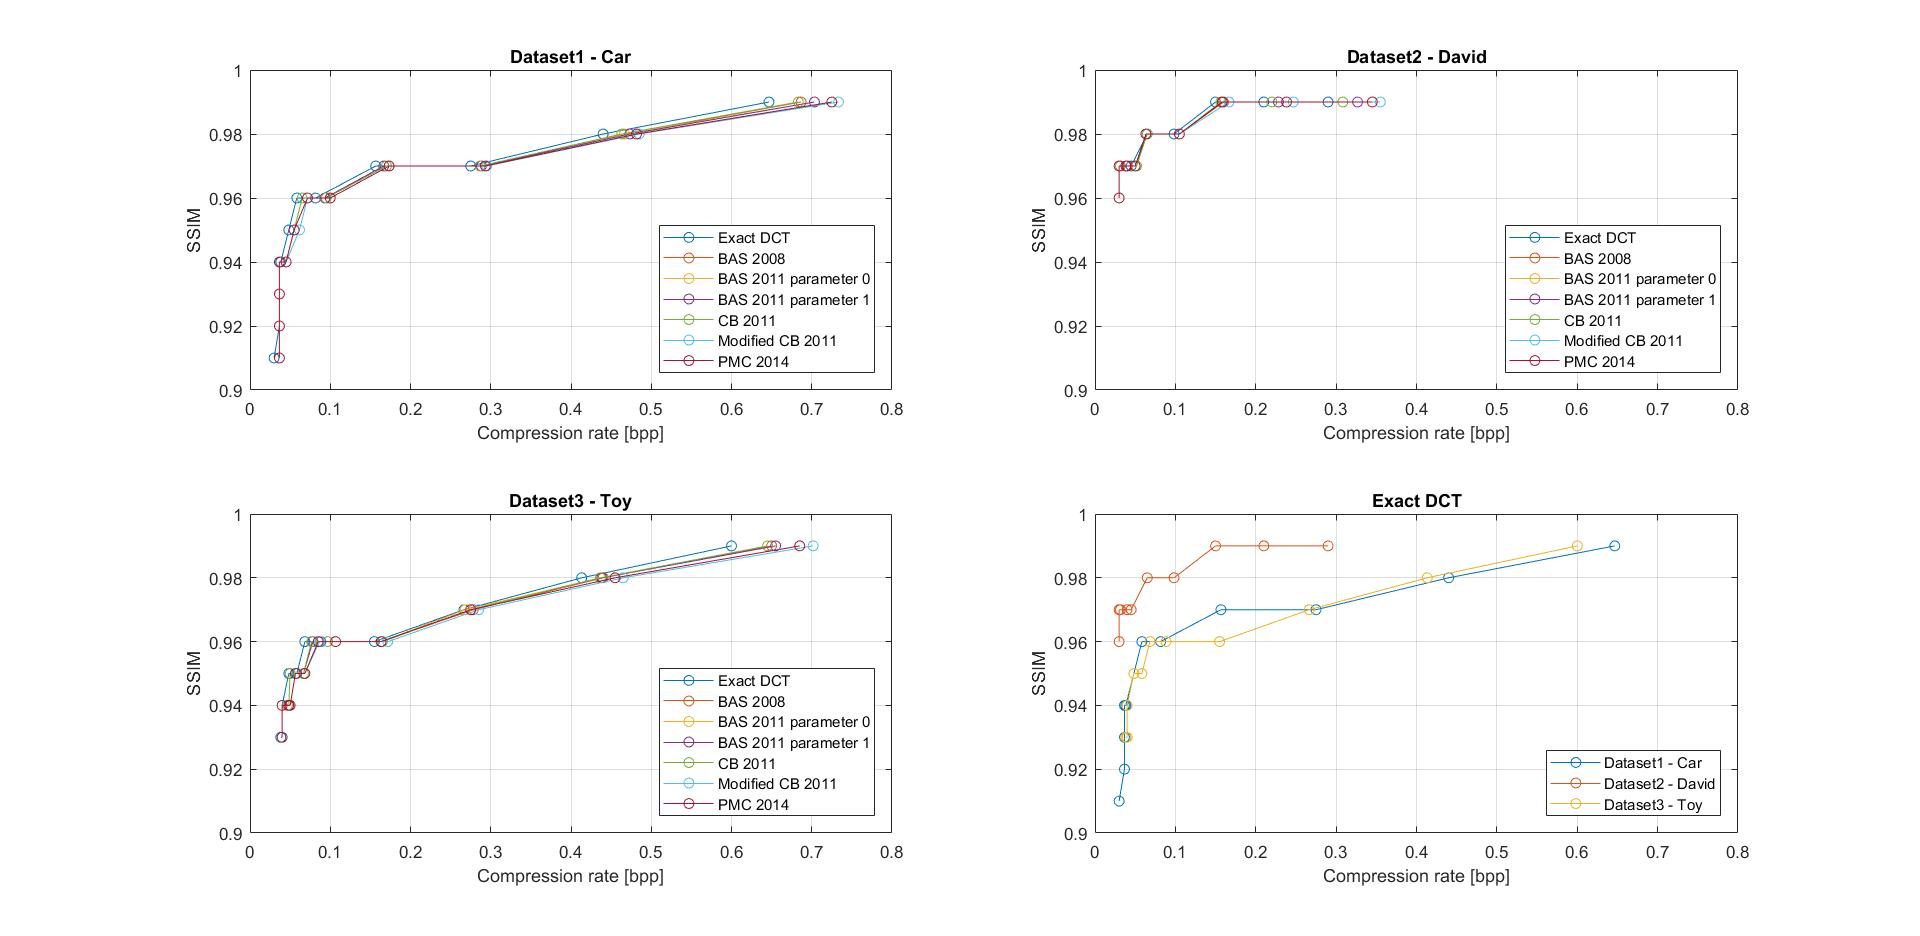 Dataset1 - Car
1
0.98
0.96
0.94
0.92
0.9
SSIM
Exact DCT
BAS 2008
BAS 2011 parameter 0
BAS 2011 parameter 1
CB 2011
Modified CB 2011
PMC 2014
0 0.1 0.2 0.3 0.4 0.5 0.6 0.7 0.8
Compression rate [bpp]
Dataset2 - David
1
0.98
0.96
0.94
0.92
0.9
SSIM
Exact DCT
BAS 2008
BAS 2011 parameter 0
BAS 2011 parameter 1
CB 2011
Modified CB 2011
PMC 2014
0 0.1 0.2 0.3 0.4 0.5 0.6 0.7 0.8
Compression rate [bpp]
Dataset3 - Toy
1
0.98
0.96
0.94
0.92
0.9
SSIM
Exact DCT
BAS 2008
BAS 2011 parameter 0
BAS 2011 parameter 1
CB 2011
Modified CB 2011
PMC 2014
0 0.1 0.2 0.3 0.4 0.5 0.6 0.7 0.8
Compression rate [bpp]
Exact DCT
1
0.98
0.96
0.94
0.92
0.9
SSIM
Dataset1 - Car
Dataset2 - David
Dataset3 - Toy
0 0.1 0.2 0.3 0.4 0.5 0.6 0.7 0.8
Compression rate [bpp]